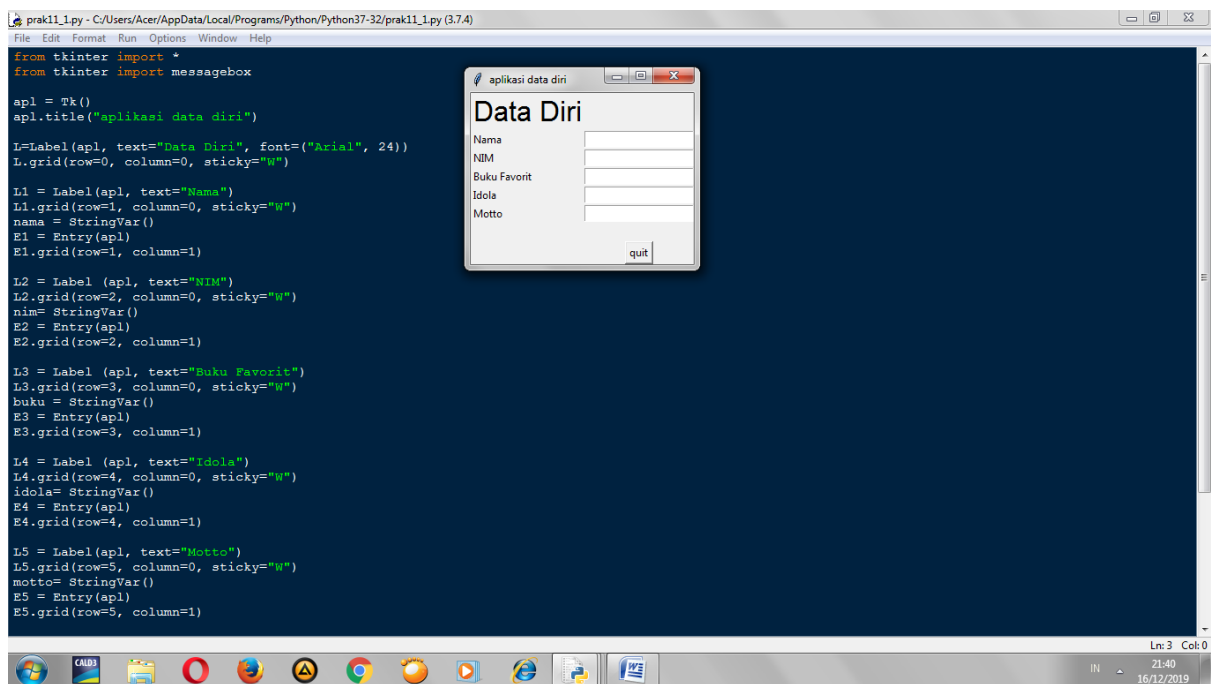 prak11_1.py - C:/Users/Acer/AppData/Local/Programs/Python/Python37-32/prak11_1.py (3.7.4)
File Edit Format Run Options Window Help
from tkinter import *
from tkinter import messagebox
apl = Tk()
apl.title("aplikasi data diri")
L=Label(apl, text="Data Diri", font=("Arial", 24))
L.grid(row=0, column=0, sticky="W")
L1 = Label(apl, text="Nama")
L1.grid(row=1, column=0, sticky="W")
nama = StringVar()
E1 = Entry(apl)
E1.grid(row=1, column=1)
L2 = Label (apl, text="NIM")
L2.grid(row=2, column=0, sticky="W")
nim= StringVar()
E2 = Entry(apl)
E2.grid(row=2, column=1)
L3 = Label (apl, text="Buku Favorit")
L3.grid(row=3, column=0, sticky="W")
buku = StringVar()
E3 = Entry(apl)
E3.grid(row=3, column=1)
L4 = Label (apl, text="Idola")
L4.grid(row=4, column=0, sticky="W")
idola= StringVar()
E4 = Entry(apl)
E4.grid(row=4, column=1)
L5 = Label(apl, text="Motto")
L5.grid(row=5, column=0, sticky="W")
motto= StringVar()
E5 = Entry(apl)
E5.grid(row=5, column=1)
aplikasi data diri
Data Diri
Nama
NIM
Buku Favorit
Idola
Motto
quit
Ln: 3 Col: 0
CALD3
IN
21:40
16/12/2019